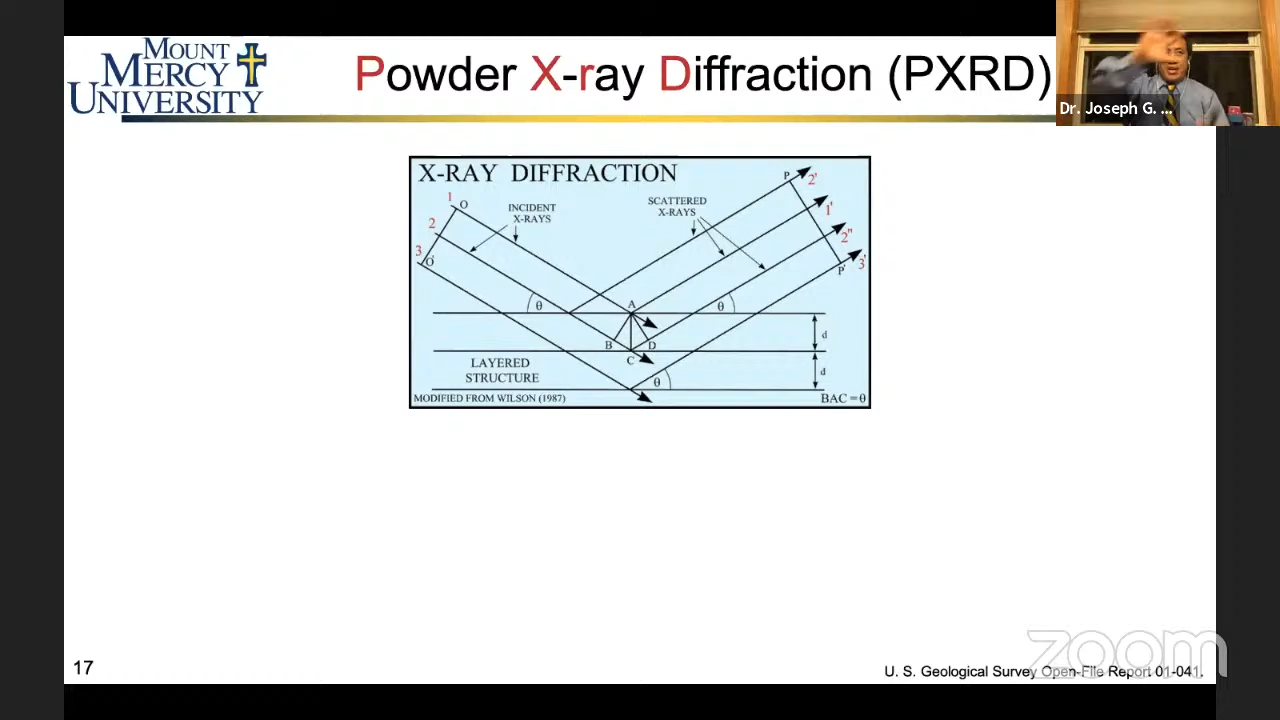 MOUNT
MERCY
UNIVERSITY
Powder X-ray Diffraction (PXRD)
Dr. Joseph G. ...
X-RAY DIFFRACTION
1 O
2
3 O'
INCIDENT
X-RAYS
SCATTERED
X-RAYS
P 2'
1'
2"
P' 3'
θ
A
θ
B
D
C
d
LAYERED
STRUCTURE
θ
d
MODIFIED FROM WILSON (1987)
BAC = θ
zoom
17
U. S. Geological Survey Open-File Report 01-041.